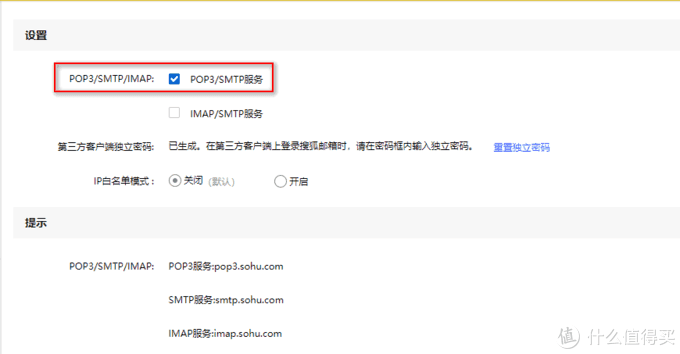 设置
POP3/SMTP/IMAP: POP3/SMTP服务
IMAP/SMTP服务
第三方客户端独立密码: 已生成。在第三方客户端上登录搜狐邮箱时，请在密码框内输入独立密码。 重置独立密码
IP白名单模式： 关闭 (默认) 开启
提示
POP3/SMTP/IMAP: POP3服务:pop3.sohu.com
SMTP服务:smtp.sohu.com
IMAP服务:imap.sohu.com
值 什么值得买